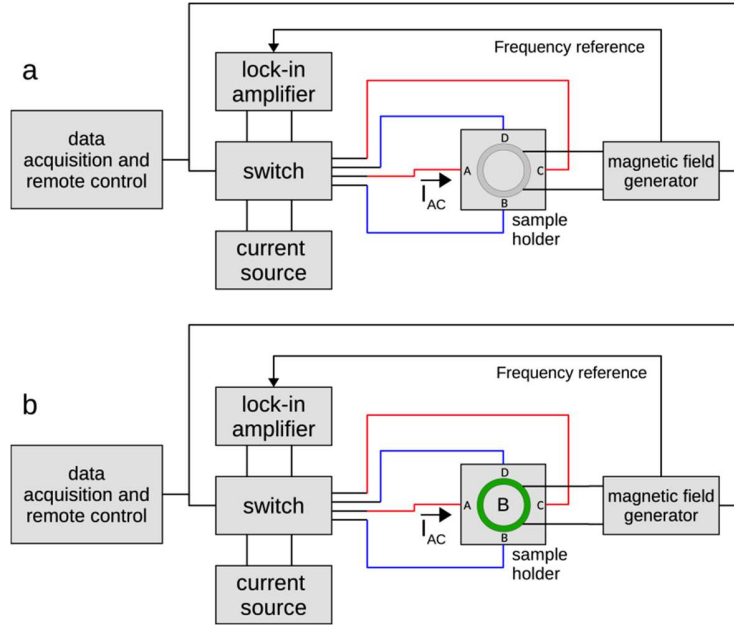 Frequency reference
a
lock-in
amplifier
data
acquisition and
remote control
switch
D
A
C
B
I AC
magnetic field
generator
sample
holder
current
source
Frequency reference
b
lock-in
amplifier
data
acquisition and
remote control
switch
D
A
B
C
B
I AC
magnetic field
generator
sample
holder
current
source